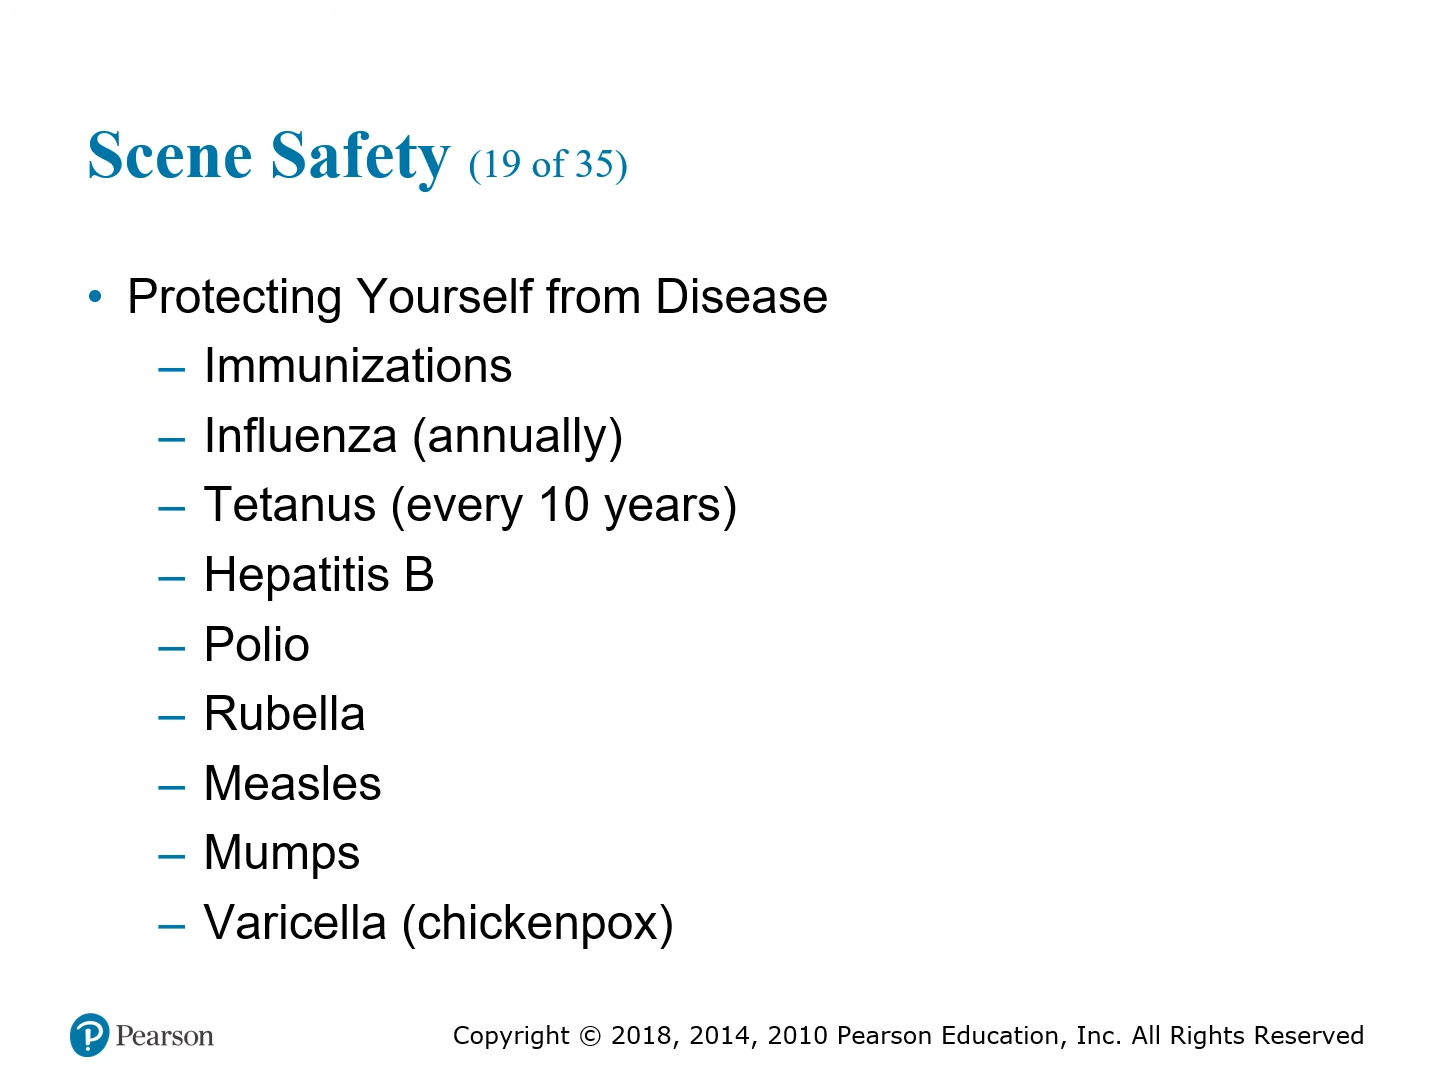 Scene Safety (19 of 35)
• Protecting Yourself from Disease
– Immunizations
– Influenza (annually)
– Tetanus (every 10 years)
– Hepatitis B
– Polio
– Rubella
– Measles
– Mumps
– Varicella (chickenpox)
Pearson
Copyright © 2018, 2014, 2010 Pearson Education, Inc. All Rights Reserved